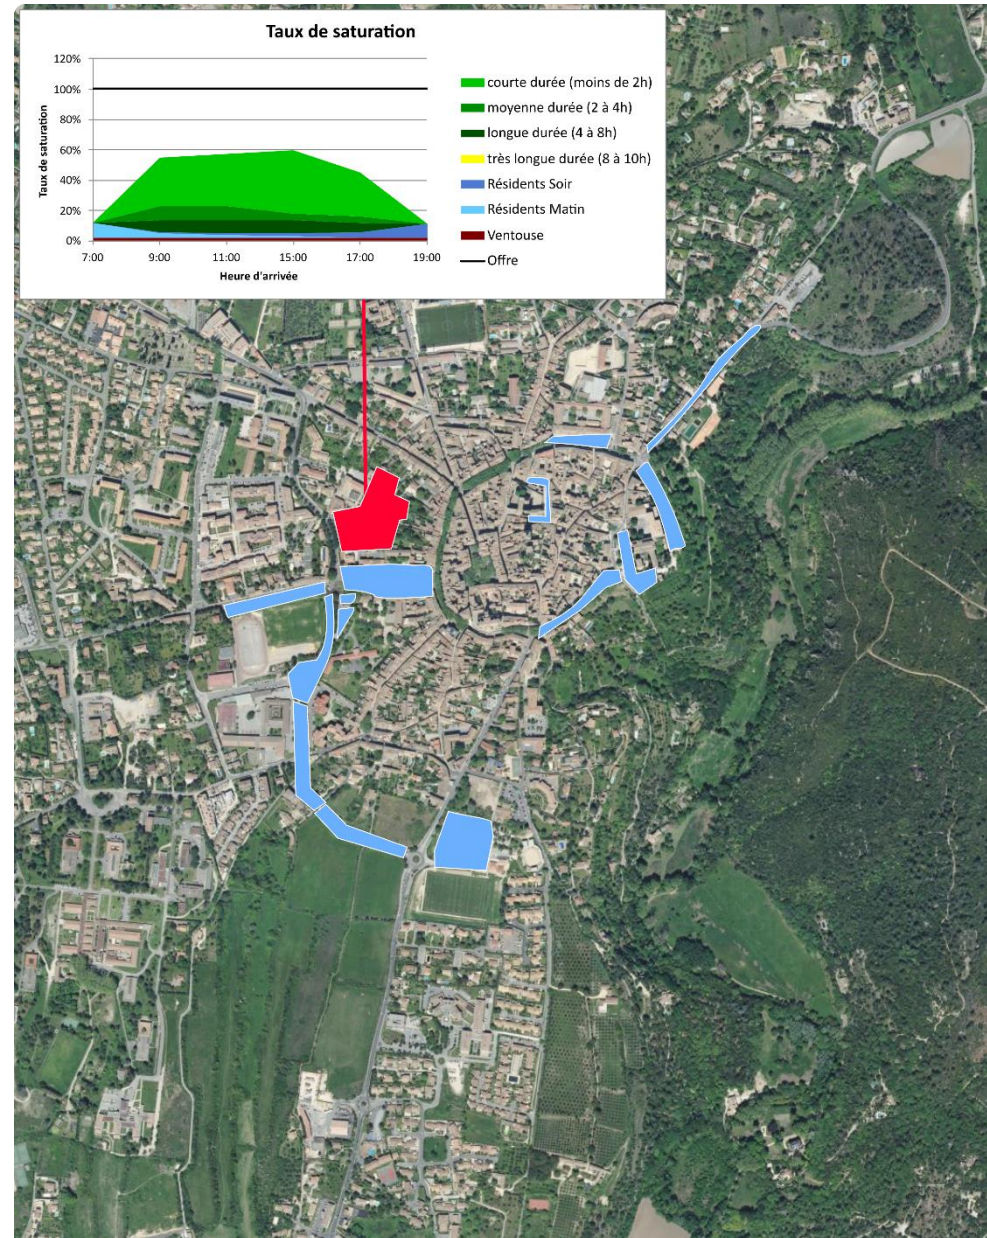 Taux de saturation
120%
100%
80%
60%
40%
20%
0%
Taux de saturation
7:00 9:00 11:00 13:00 15:00 17:00 19:00
Heure d'arrivée
courte durée (moins de 2h)
moyenne durée (2 à 4h)
longue durée (4 à 8h)
très longue durée (8 à 10h)
Résidents Soir
Résidents Matin
Ventouse
Offre